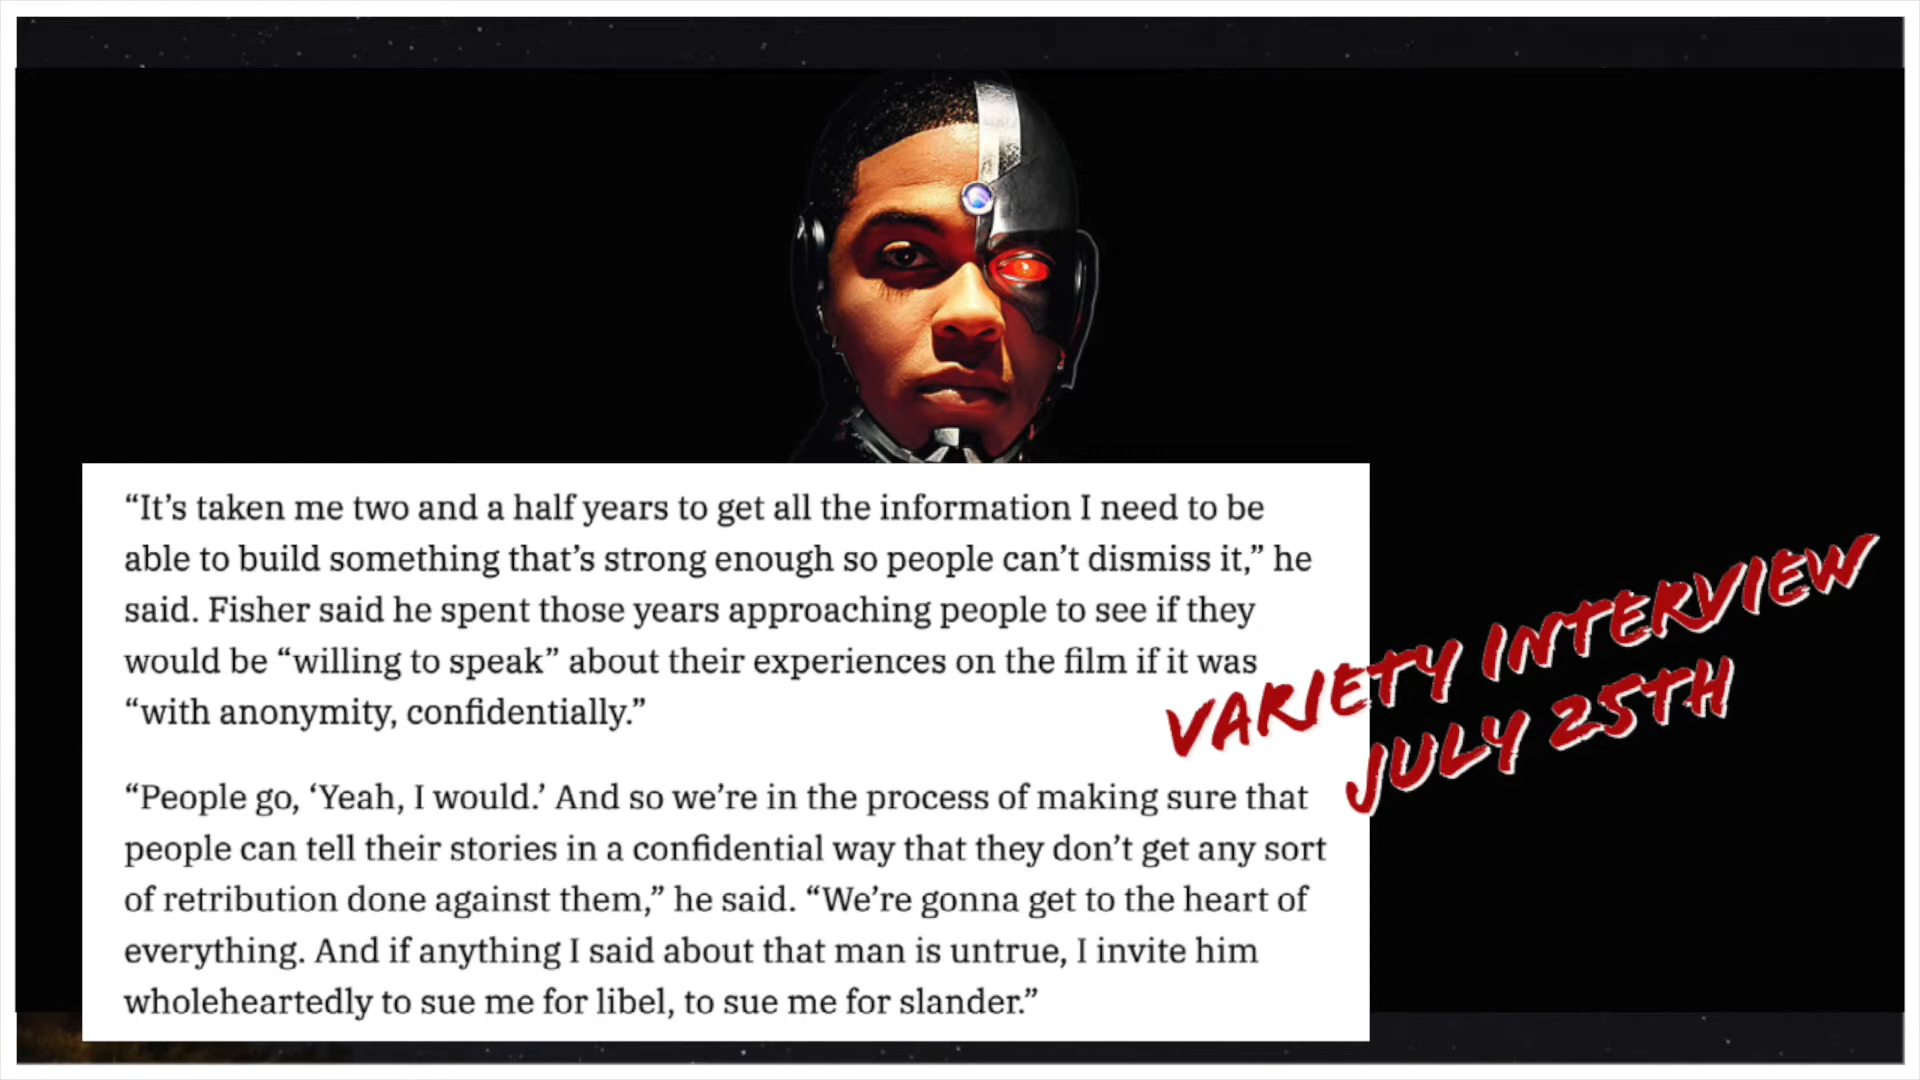 “It’s taken me two and a half years to get all the information I need to be
able to build something that’s strong enough so people can’t dismiss it,” he
said. Fisher said he spent those years approaching people to see if they
would be “willing to speak” about their experiences on the film if it was
“with anonymity, confidentially.”
“People go, ‘Yeah, I would.’ And so we’re in the process of making sure that
people can tell their stories in a confidential way that they don’t get any sort
of retribution done against them,” he said. “We’re gonna get to the heart of
everything. And if anything I said about that man is untrue, I invite him
wholeheartedly to sue me for libel, to sue me for slander.”
VARIETY INTERVIEW
JULY 25TH